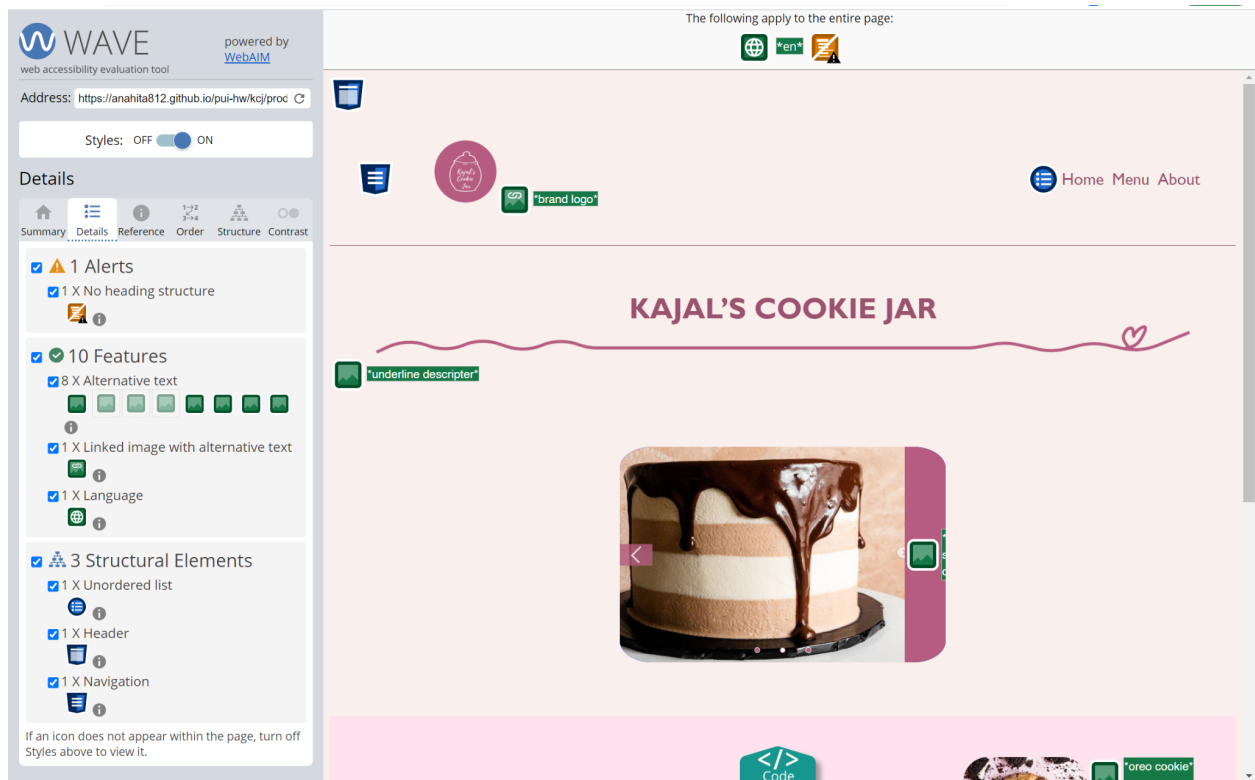 The following apply to the entire page:
*en*
WAVE
web accessibility evaluation tool
powered by
WebAIM
Address: https://anahita812.github.io/pui-hw/kcj/prod
Styles: OFF ON
Details
Summary Details Reference Order Structure Contrast
1 Alerts
1 X No heading structure
10 Features
8 X Alternative text
1 X Linked image with alternative text
1 X Language
3 Structural Elements
1 X Unordered list
1 X Header
1 X Navigation
If an icon does not appear within the page, turn off
Styles above to view it.
Kajal's
Cookie
Jar
*brand logo*
Home Menu About
KAJAL'S COOKIE JAR
*underline descripter*
</>
Code
*oreo cookie*